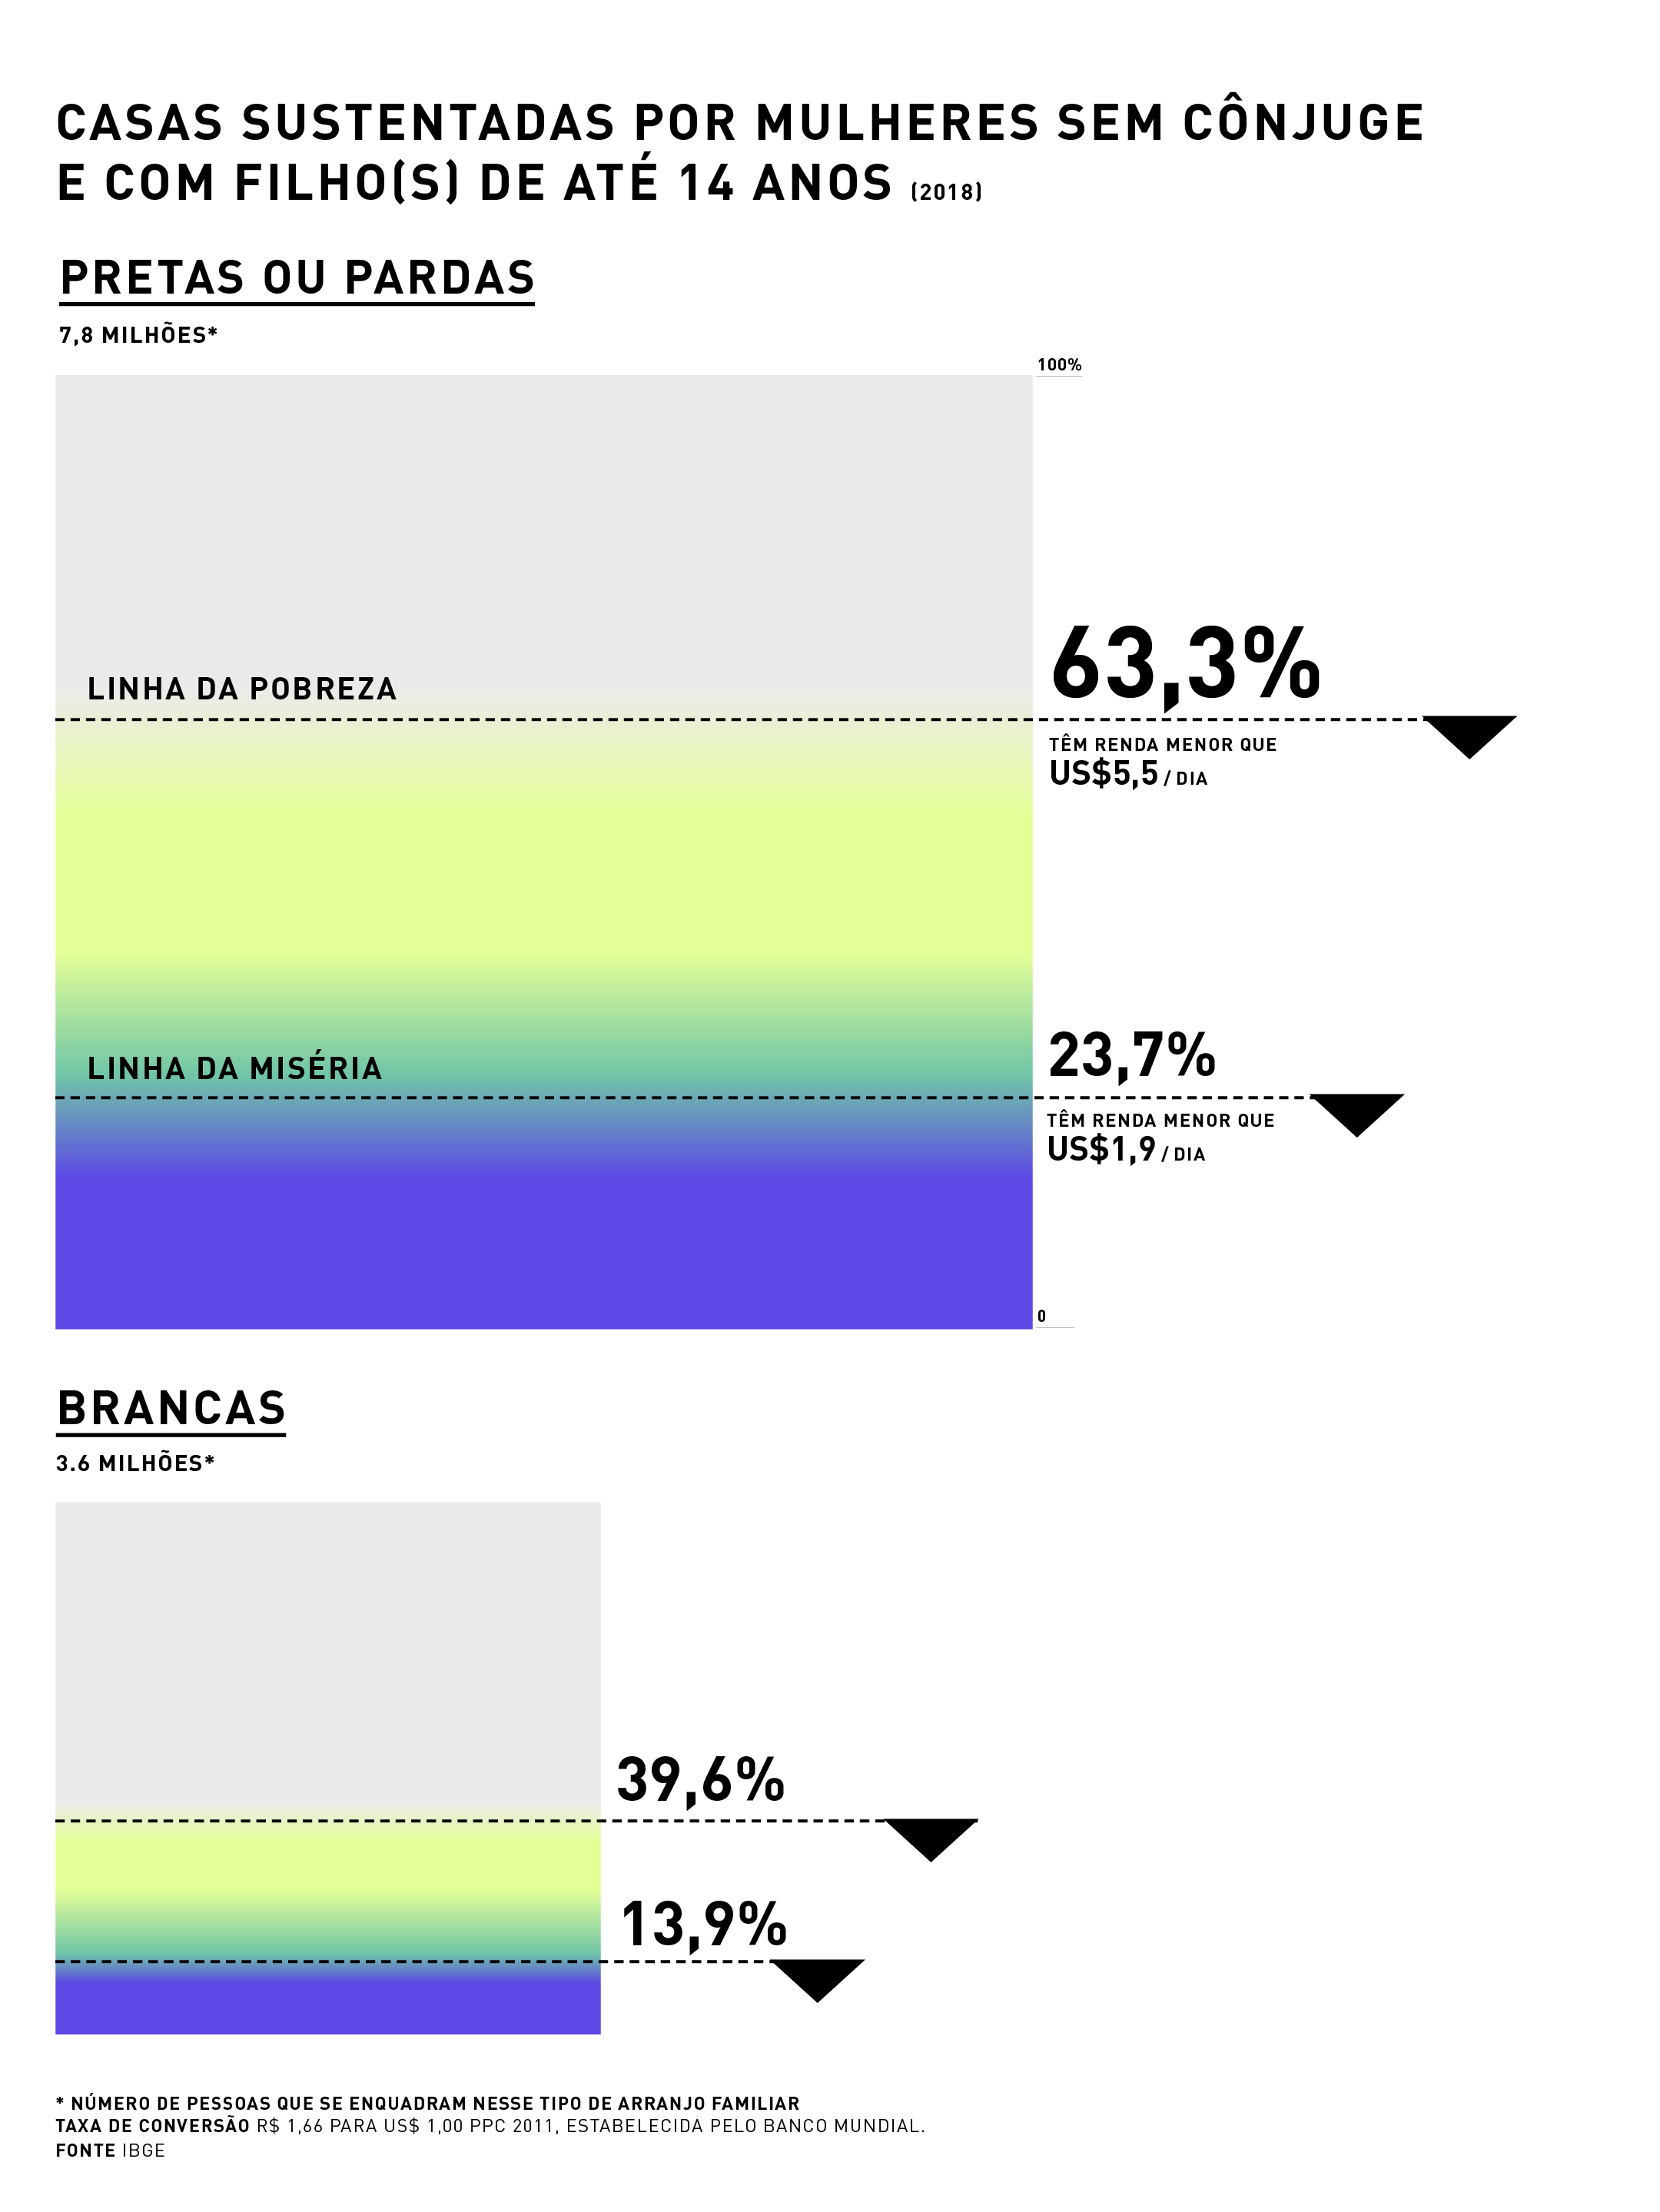 CASAS SUSTENTADAS POR MULHERES SEM CÔNJUGE
E COM FILHO(S) DE ATÉ 14 ANOS (2018)
PRETAS OU PARDAS
7,8 MILHÕES*
100%
LINHA DA POBREZA
63,3%
TÊM RENDA MENOR QUE
US$5,5 / DIA
LINHA DA MISÉRIA
23,7%
TÊM RENDA MENOR QUE
US$1,9 / DIA
0
BRANCAS
3.6 MILHÕES*
39,6%
13,9%
* NÚMERO DE PESSOAS QUE SE ENQUADRAM NESSE TIPO DE ARRANJO FAMILIAR
TAXA DE CONVERSÃO R$ 1,66 PARA US$ 1,00 PPC 2011, ESTABELECIDA PELO BANCO MUNDIAL.
FONTE IBGE